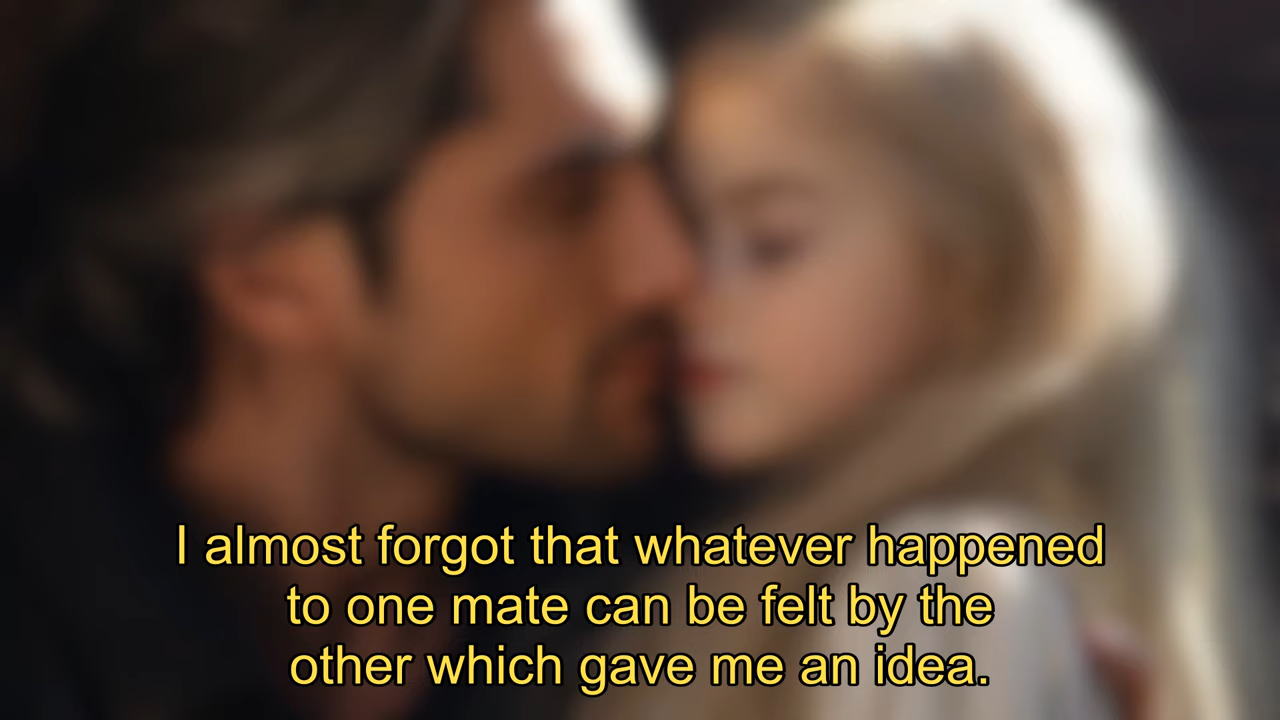 I almost forgot that whatever happened
to one mate can be felt by the
other which gave me an idea.